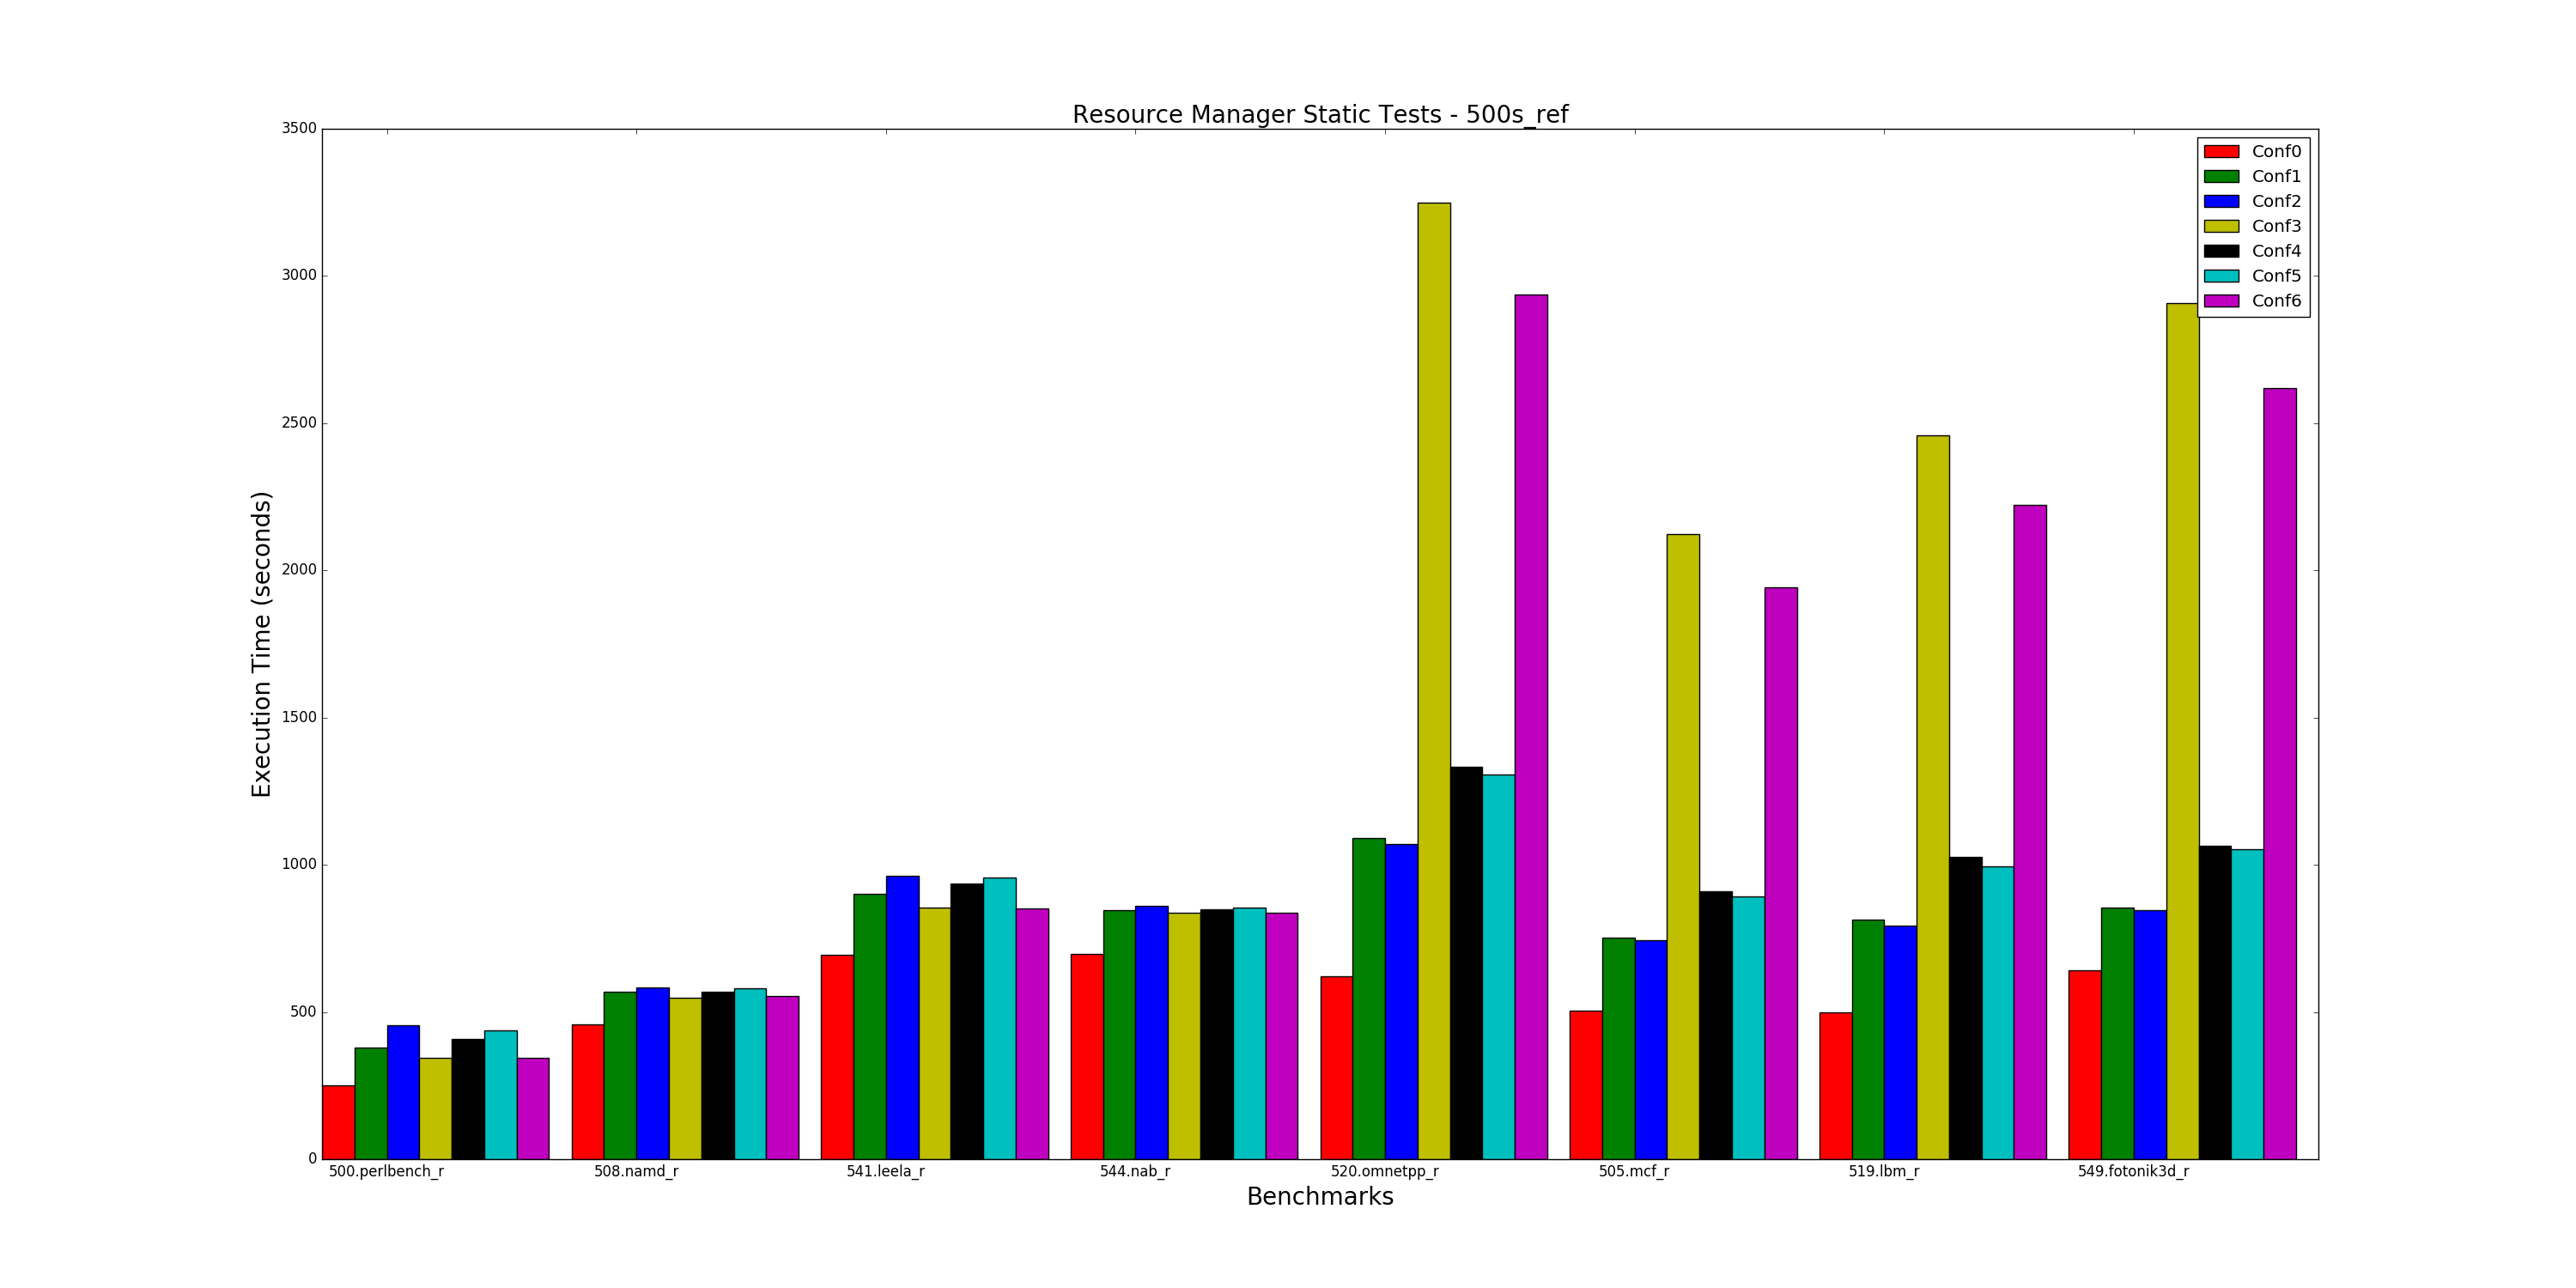 Resource Manager Static Tests - 500s_ref
3500
3000
2500
2000
1500
1000
500
0
Execution Time (seconds)
Conf0
Conf1
Conf2
Conf3
Conf4
Conf5
Conf6
500.perlbench_r
508.namd_r
541.leela_r
544.nab_r
520.omnetpp_r
505.mcf_r
519.lbm_r
549.fotonik3d_r
Benchmarks